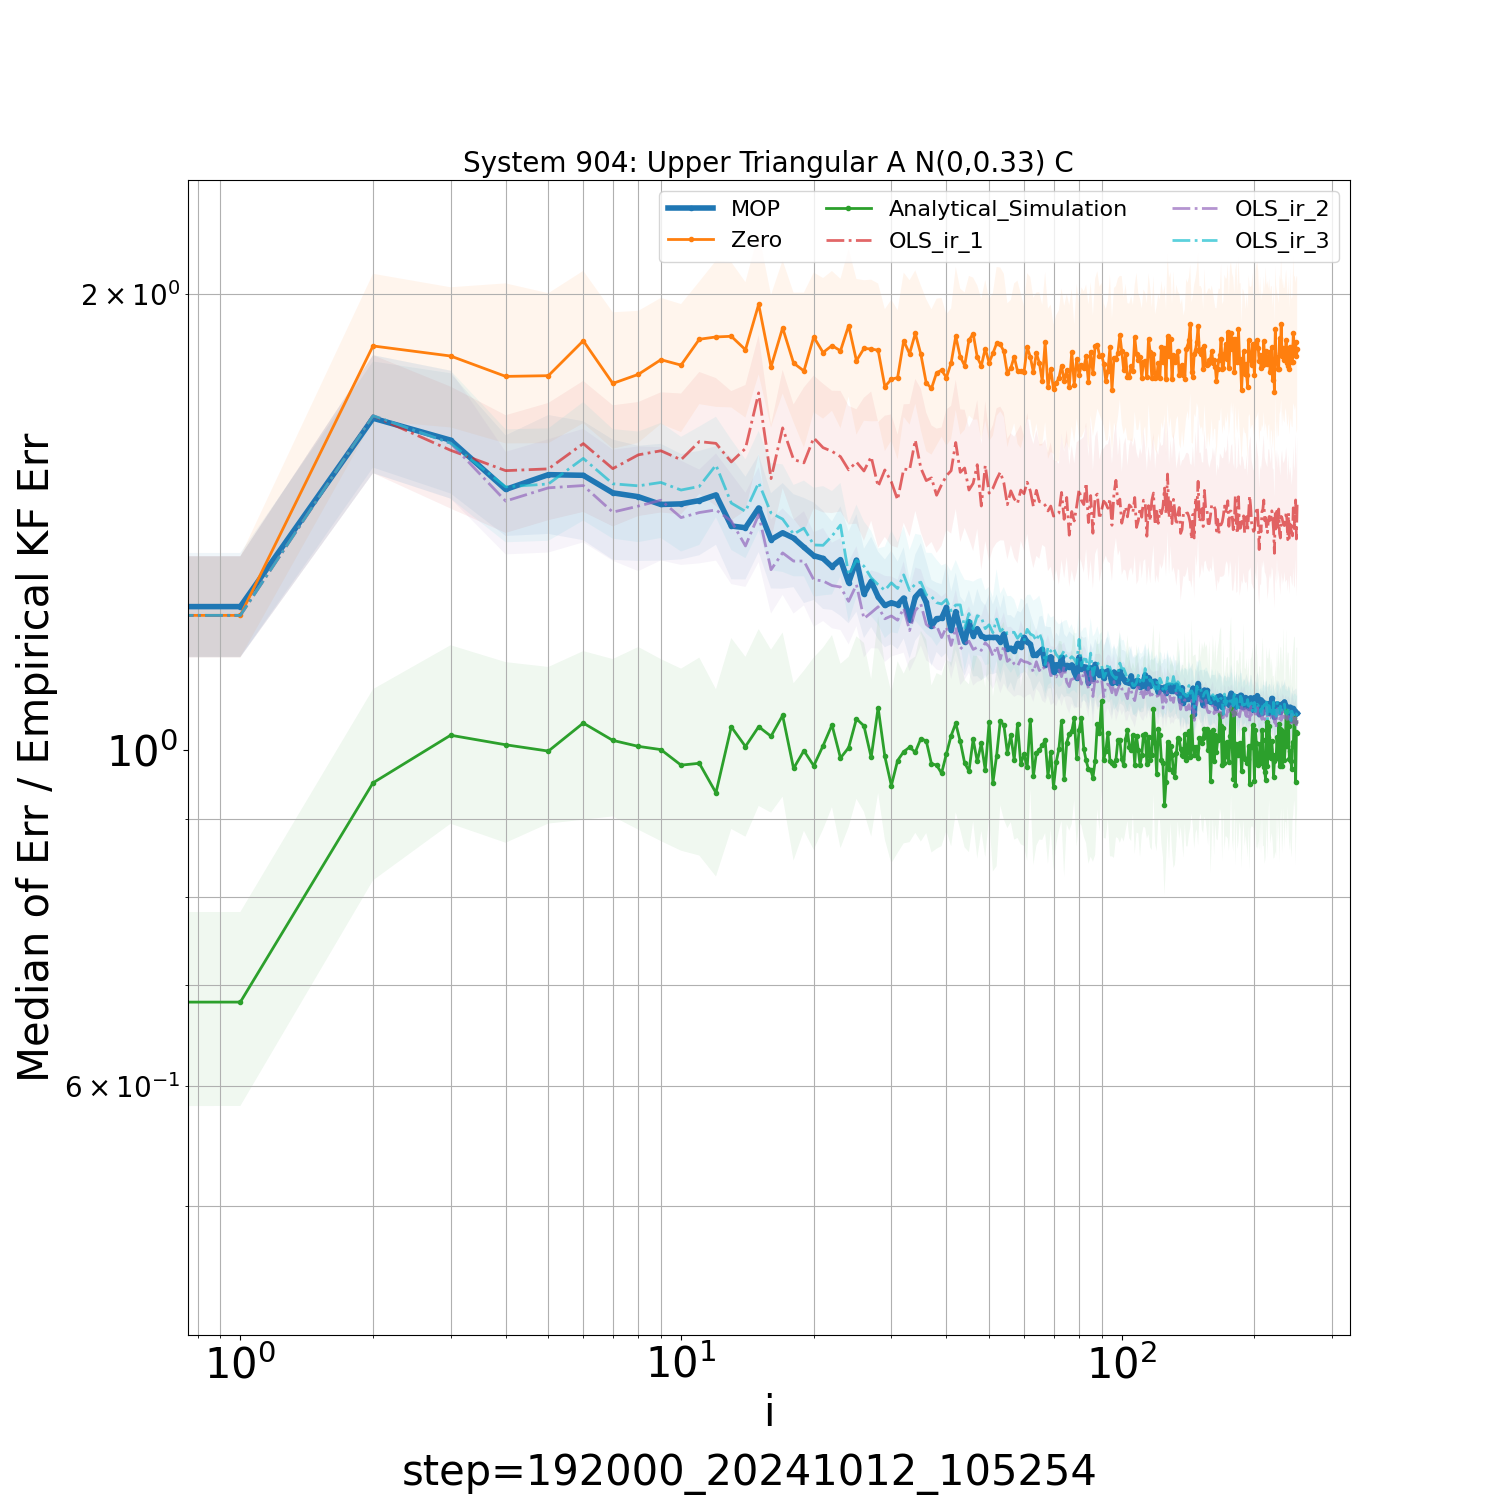 System 904: Upper Triangular A N(0,0.33) C
MOP
Zero
Analytical_Simulation
OLS_ir_1
OLS_ir_2
OLS_ir_3
Median of Err / Empirical KF Err
2 × 10⁰
10⁰
6 × 10⁻¹
10⁰ 10¹ 10²
i
step=192000_20241012_105254